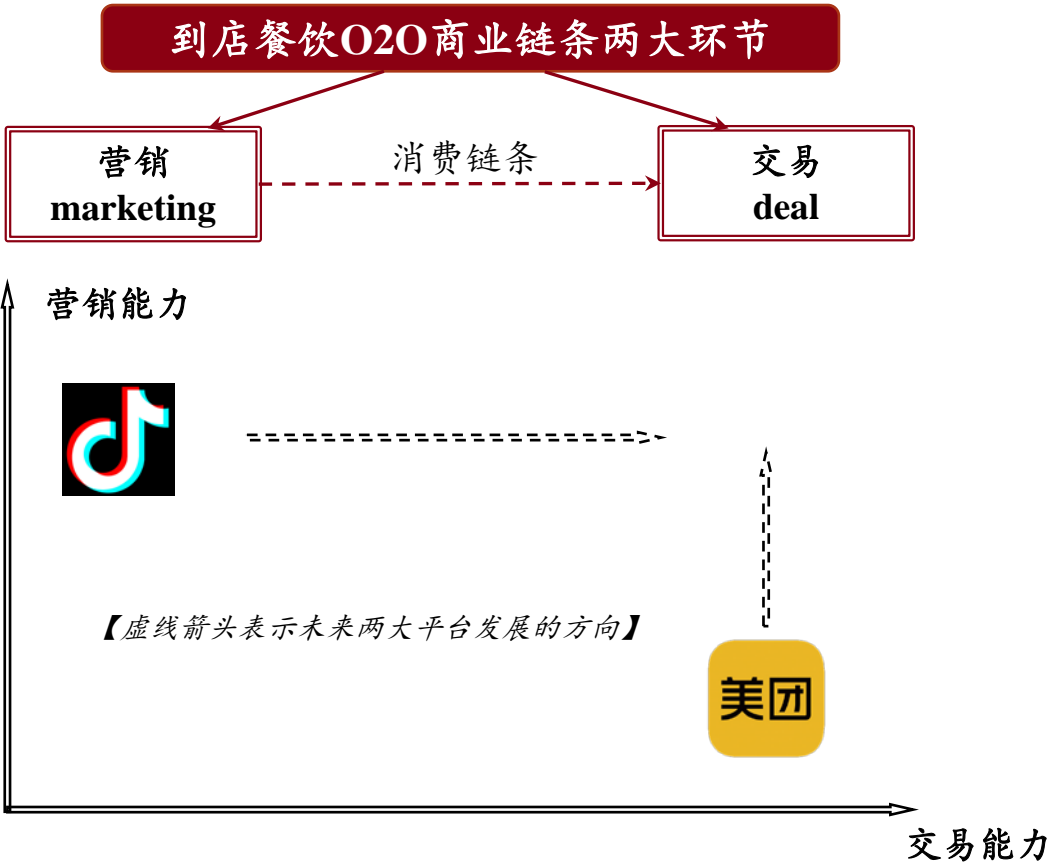 到店餐饮O2O商业链条两大环节
营销
marketing
消费链条
交易
deal
营销能力
【虚线箭头表示未来两大平台发展的方向】
美团
交易能力